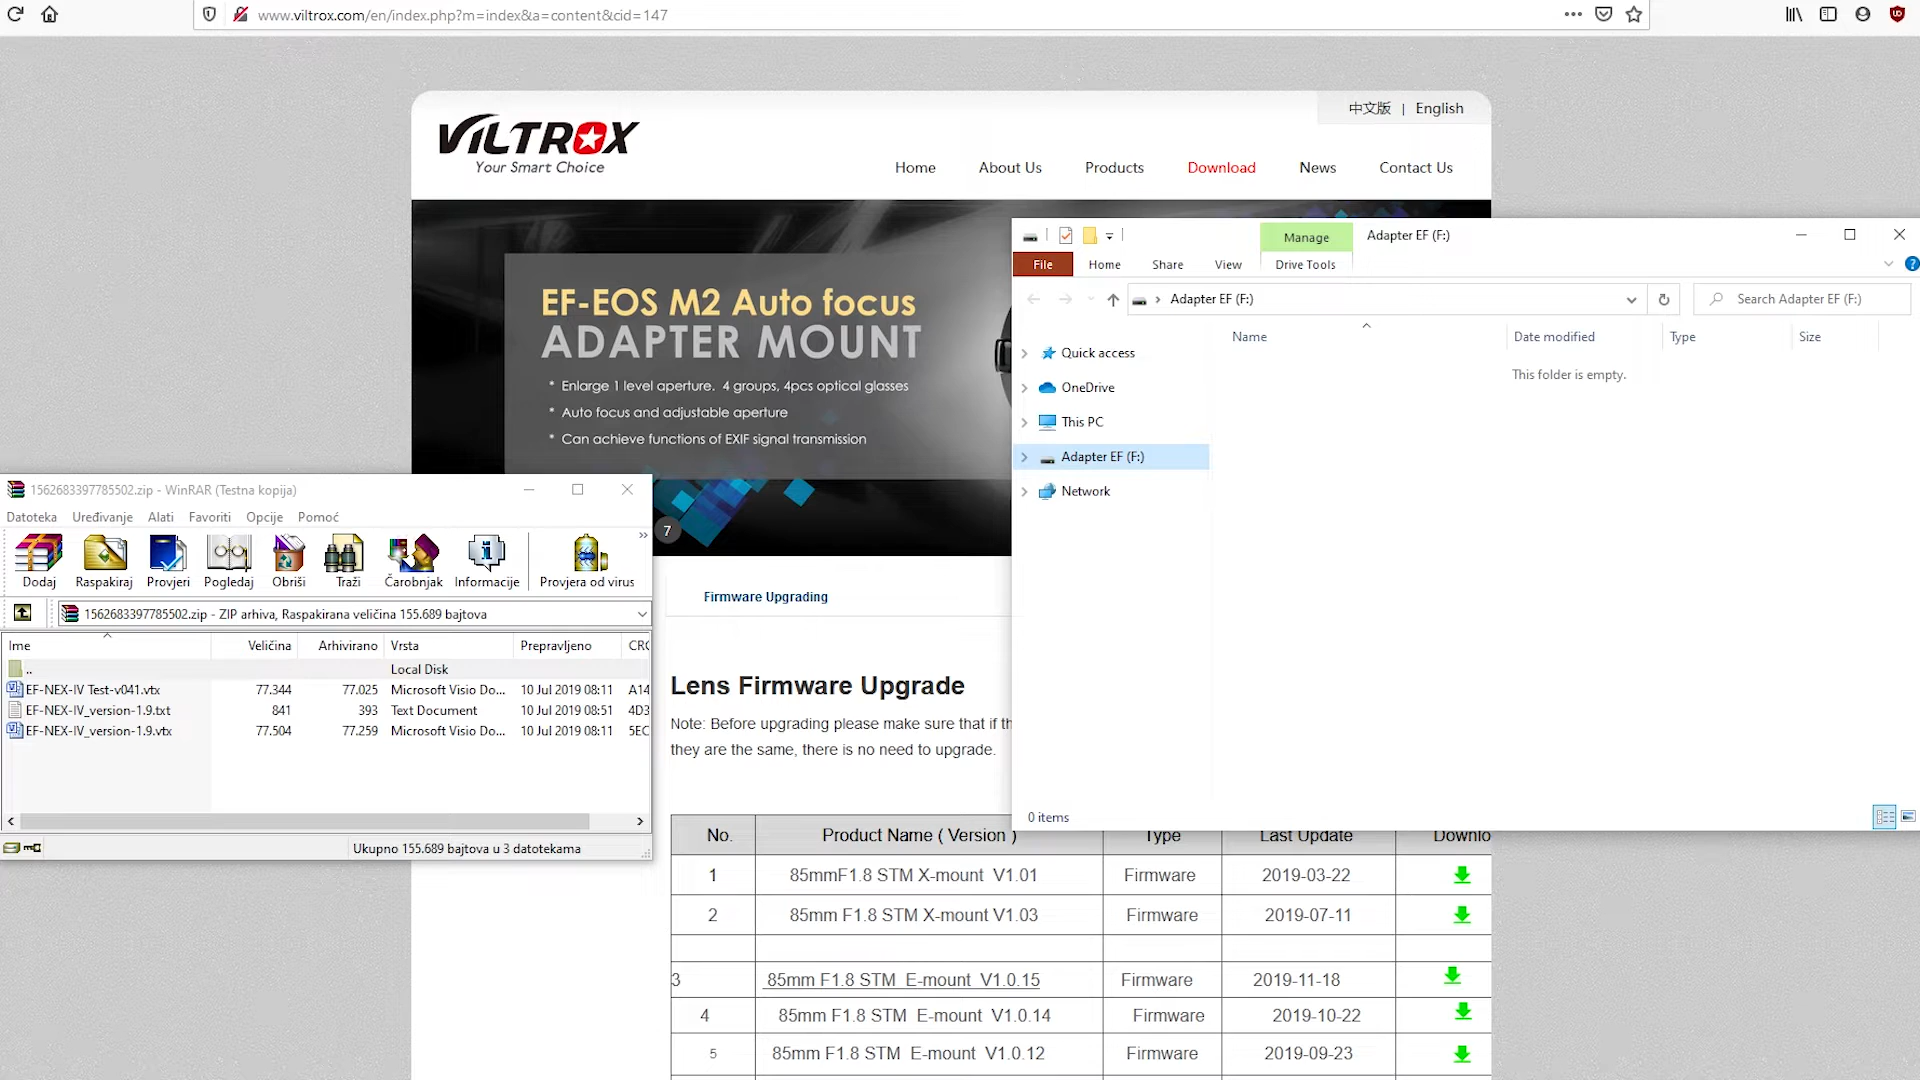 www.viltrox.com/en/index.php?m=index&a=content&cid=147
中文版 | English
VILTROX
Your Smart Choice
Home About Us Products Download News Contact Us
EF-EOS M2 Auto focus
ADAPTER MOUNT
* Enlarge 1 level aperture. 4 groups, 4pcs optical glasses
* Auto focus and adjustable aperture
* Can achieve functions of EXIF signal transmission
7
Manage Adapter EF (F:)
File Home Share View Drive Tools
Adapter EF (F:) Search Adapter EF (F:)
Name Date modified Type Size
This folder is empty.
Quick access
OneDrive
This PC
Adapter EF (F:)
Network
0 items
1562683397785502.zip - WinRAR (Testna kopija)
Datoteka Uređivanje Alati Favoriti Opcije Pomoć
Dodaj Raspakiraj Provjeri Pogledaj Obriši Traži Čarobnjak Informacije Provjera od virus
1562683397785502.zip - ZIP arhiva, Raspakirana veličina 155.689 bajtova
Ime Veličina Arhivirano Vrsta Prepravljeno CRC
.. Local Disk
EF-NEX-IV Test-v041.vtx 77.344 77.025 Microsoft Visio Do... 10 Jul 2019 08:11 A14
EF-NEX-IV_version-1.9.txt 841 393 Text Document 10 Jul 2019 08:51 4D3
EF-NEX-IV_version-1.9.vtx 77.504 77.259 Microsoft Visio Do... 10 Jul 2019 08:11 5EC
Ukupno 155.689 bajtova u 3 datotekama
Firmware Upgrading
Lens Firmware Upgrade
Note: Before upgrading please make sure that if th
they are the same, there is no need to upgrade.
No. Product Name ( Version ) Type Last Update Downlo
1 85mmF1.8 STM X-mount V1.01 Firmware 2019-03-22
2 85mm F1.8 STM X-mount V1.03 Firmware 2019-07-11
3 85mm F1.8 STM E-mount V1.0.15 Firmware 2019-11-18
4 85mm F1.8 STM E-mount V1.0.14 Firmware 2019-10-22
5 85mm F1.8 STM E-mount V1.0.12 Firmware 2019-09-23